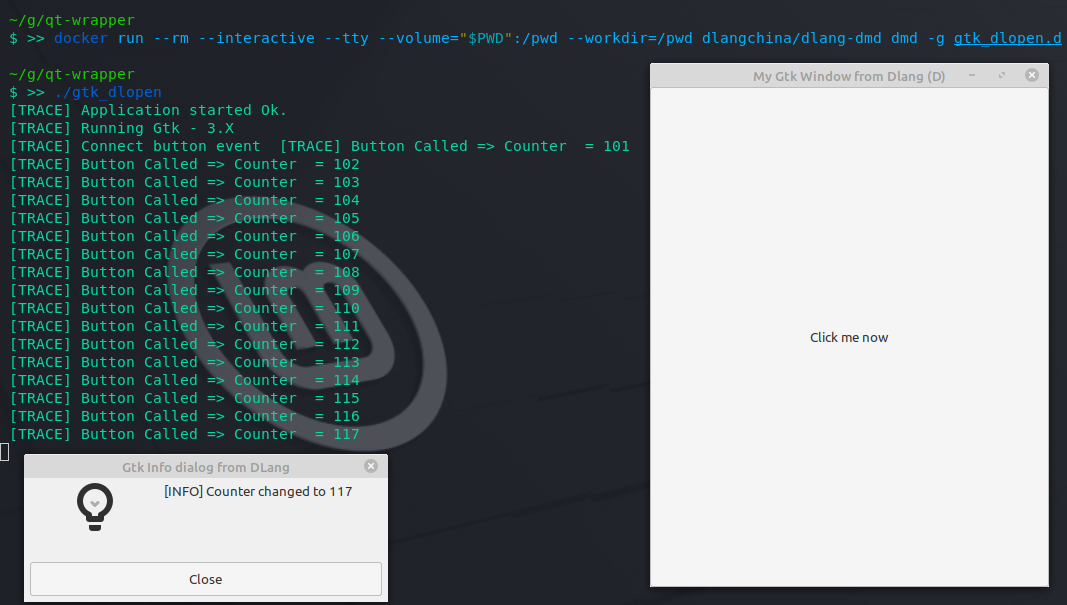 ~/g/qt-wrapper
$ >> docker run --rm --interactive --tty --volume="$PWD":/pwd --workdir=/pwd dlangchina/dlang-dmd dmd -g gtk_dlopen.d
~/g/qt-wrapper
$ >> ./gtk_dlopen
[TRACE] Application started Ok.
[TRACE] Running Gtk - 3.X
[TRACE] Connect button event  [TRACE] Button Called => Counter  = 101
[TRACE] Button Called => Counter  = 102
[TRACE] Button Called => Counter  = 103
[TRACE] Button Called => Counter  = 104
[TRACE] Button Called => Counter  = 105
[TRACE] Button Called => Counter  = 106
[TRACE] Button Called => Counter  = 107
[TRACE] Button Called => Counter  = 108
[TRACE] Button Called => Counter  = 109
[TRACE] Button Called => Counter  = 110
[TRACE] Button Called => Counter  = 111
[TRACE] Button Called => Counter  = 112
[TRACE] Button Called => Counter  = 113
[TRACE] Button Called => Counter  = 114
[TRACE] Button Called => Counter  = 115
[TRACE] Button Called => Counter  = 116
[TRACE] Button Called => Counter  = 117
Gtk Info dialog from DLang
[INFO] Counter changed to 117
Close
My Gtk Window from Dlang (D)
Click me now